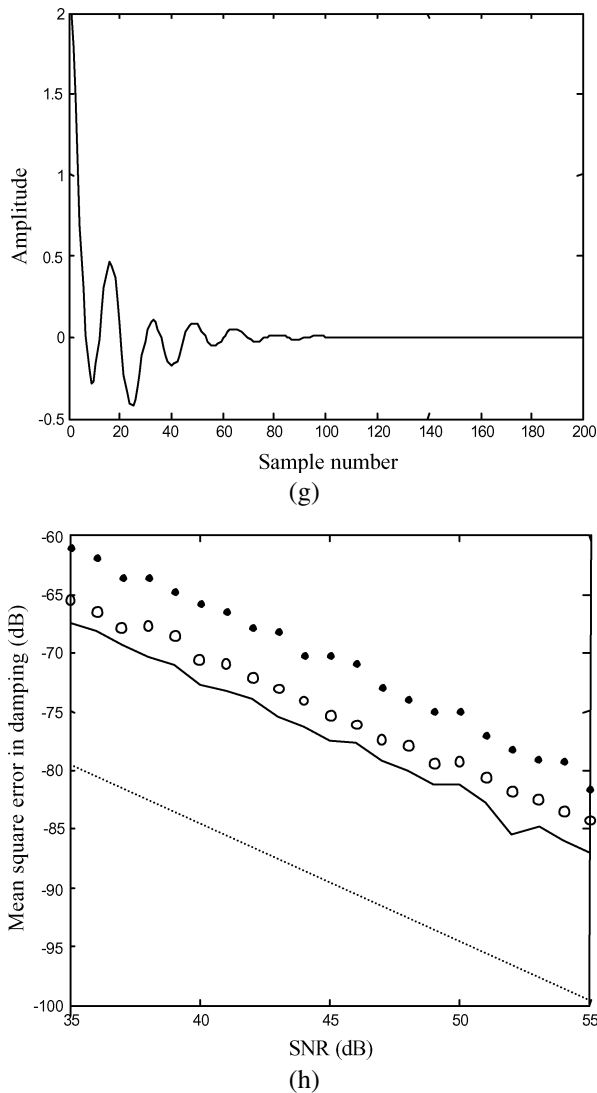 2
1.5
1
0.5
0
-0.5
Amplitude
0 20 40 60 80 100 120 140 160 180 200
Sample number
(g)
-60
-65
-70
-75
-80
-85
-90
-95
-100
Mean square error in damping (dB)
35 40 45 50 55
SNR (dB)
(h)